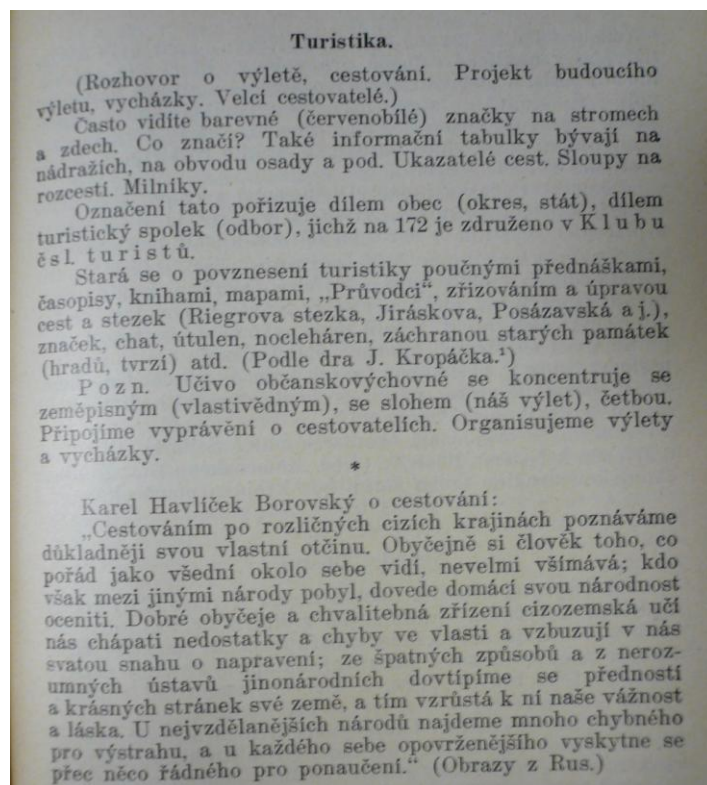 Turistika.
(Rozhovor o výletě, cestování. Projekt budoucího
výletu, vycházky. Velcí cestovatelé.)
Často vidíte barevné (červenobílé) značky na stromech
a zdech. Co značí? Také informační tabulky bývají na
nádražích, na obvodu osady a pod. Ukazatelé cest. Sloupy na
rozcestí. Milníky.
Označení tato pořizuje dílem obec (okres, stát), dílem
turistický spolek (odbor), jichž na 172 je združeno v Klubu
čsl. turistů.
Stará se o povznesení turistiky poučnými přednáškami,
časopisy, knihami, mapami, „Průvodci“, zřizováním a úpravou
cest a stezek (Riegrova stezka, Jiráskova, Posázavská a j.),
značek, chat, útulen, nocleháren, záchranou starých památek
(hradů, tvrzí) atd. (Podle dra J. Kropáčka.¹)
Pozn. Učivo občanskovýchovné se koncentruje se
zeměpisným (vlastivědným), se slohem (náš výlet), četbou.
Připojíme vyprávění o cestovatelích. Organisujeme výlety
a vycházky.
*
Karel Havlíček Borovský o cestování:
„Cestováním po rozličných cizích krajinách poznáváme
důkladněji svou vlastní otčinu. Obyčejně si člověk toho, co
pořád jako všední okolo sebe vidí, nevelmi všímává; kdo
však mezi jinými národy pobyl, dovede domácí svou národnost
oceniti. Dobré obyčeje a chvalitebná zřízení cizozemská učí
nás chápati nedostatky a chyby ve vlasti a vzbuzují v nás
svatou snahu o napravení; ze špatných způsobů a z neroz-
umných ústavů jinonárodních dovtípíme se předností
a krásných stránek své země, a tím vzrůstá k ní naše vážnost
a láska. U nejvzdělanějších národů najdeme mnoho chybného
pro výstrahu, a u každého sebe opovrženějšího vyskytne se
přec něco řádného pro ponaučení.“ (Obrazy z Rus.)